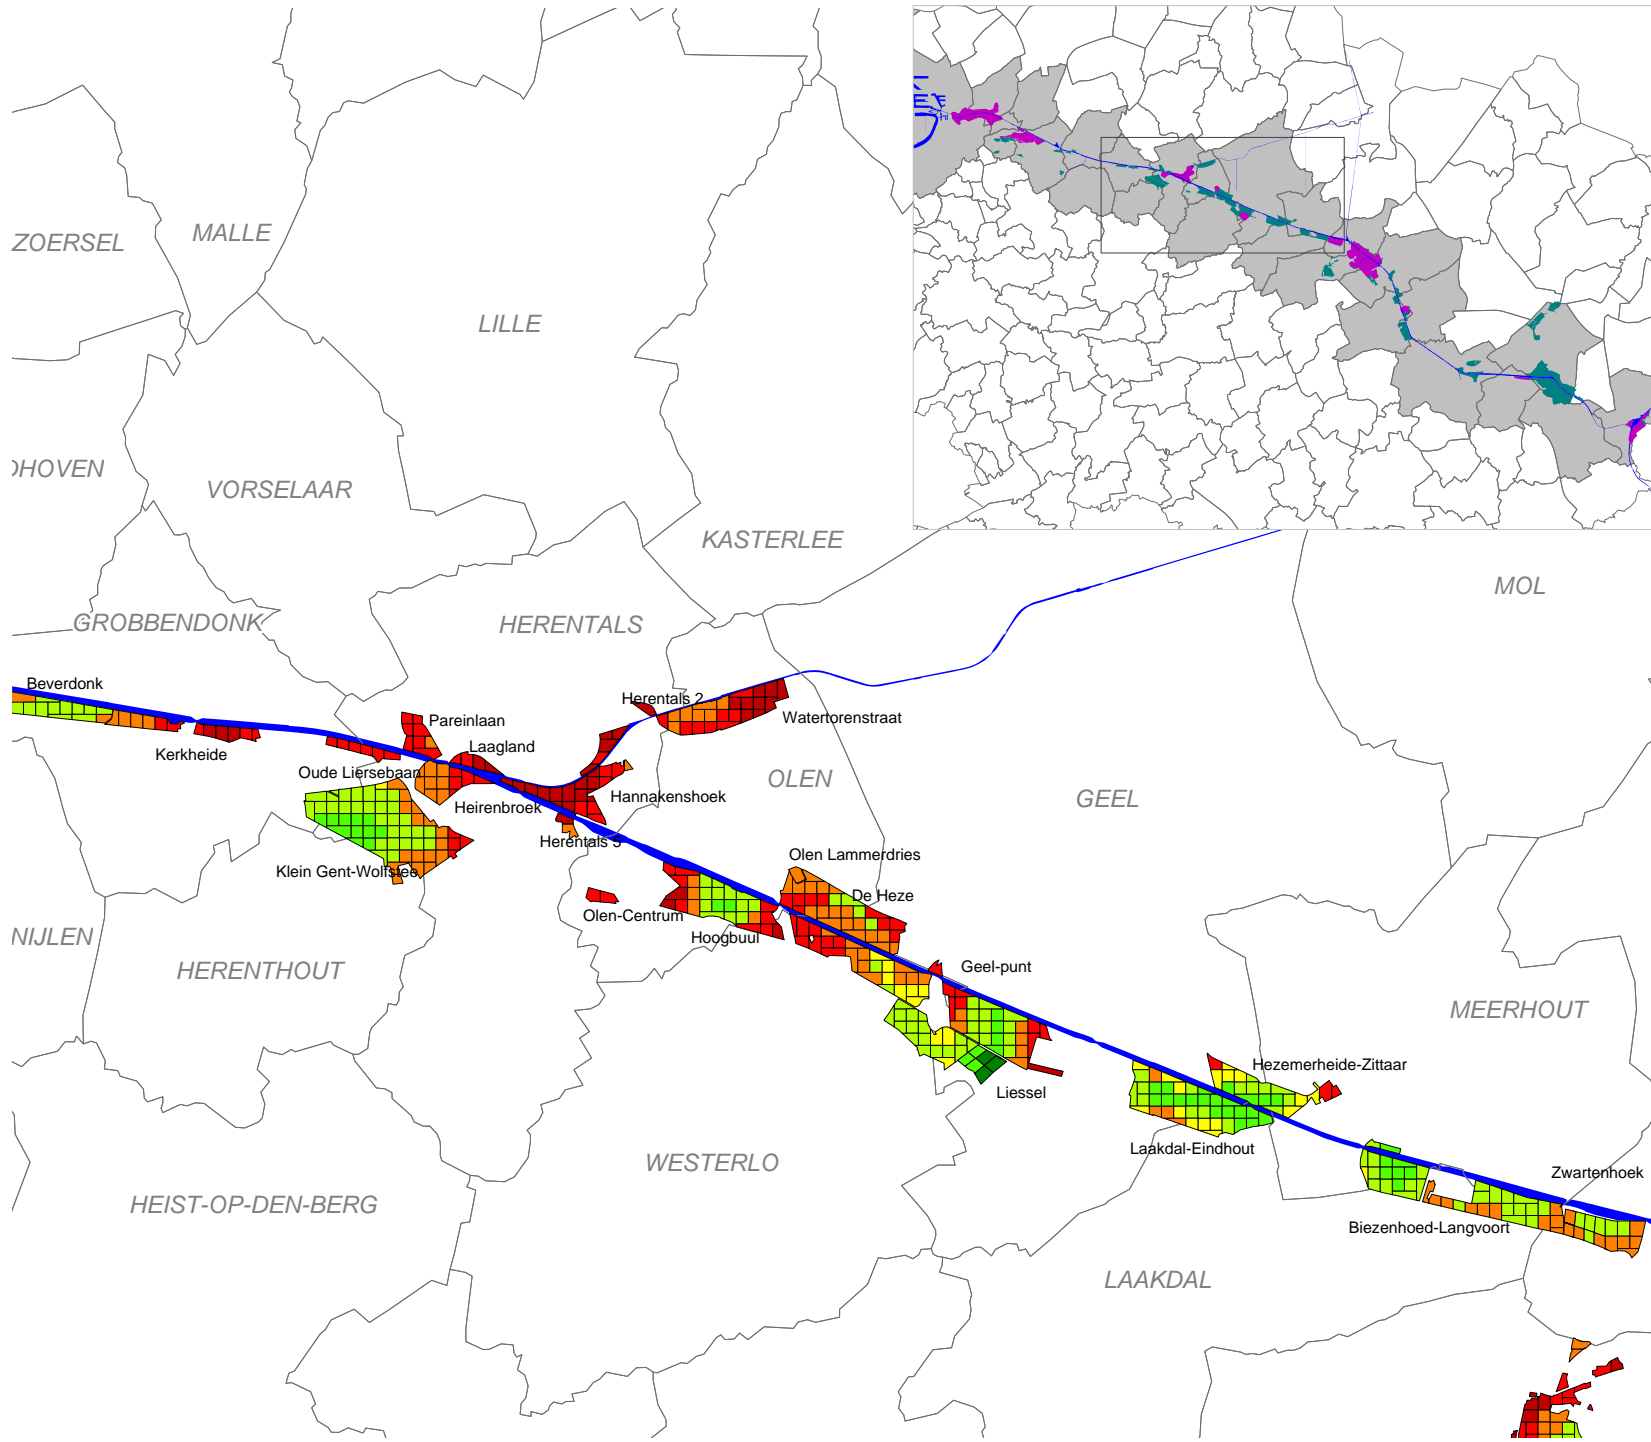 MALLE
ZOERSEL
LILLE
DHOVEN
VORSELAAR
KASTERLEE
MOL
GROBBENDONK
HERENTALS
Beverdonk
Herentals 2
Pareinlaan
Watertorenstraat
Laagland
Kerkheide
Oude Liersebaan
OLEN
Hannakenshoek
GEEL
Heirenbroek
Herentals 5
Olen Lammerdries
Klein Gent-Wolfstee
De Heze
Olen-Centrum
Hoogbuul
NIJLEN
HERENTHOUT
Geel-punt
MEERHOUT
Hezemerheide-Zittaar
Liessel
Laakdal-Eindhout
WESTERLO
Zwartenhoek
HEIST-OP-DEN-BERG
Biezenhoed-Langvoort
LAAKDAL